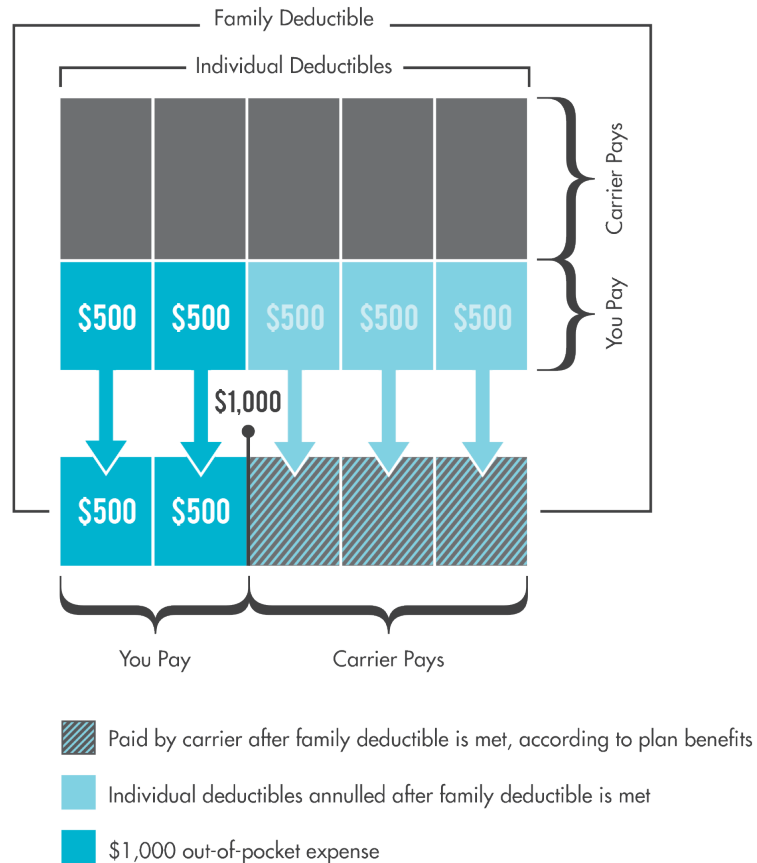 Family Deductible
Individual Deductibles
Carrier Pays
$500 $500 $500 $500 $500
You Pay
$1,000
$500 $500
You Pay Carrier Pays
Paid by carrier after family deductible is met, according to plan benefits
Individual deductibles annulled after family deductible is met
$1,000 out-of-pocket expense